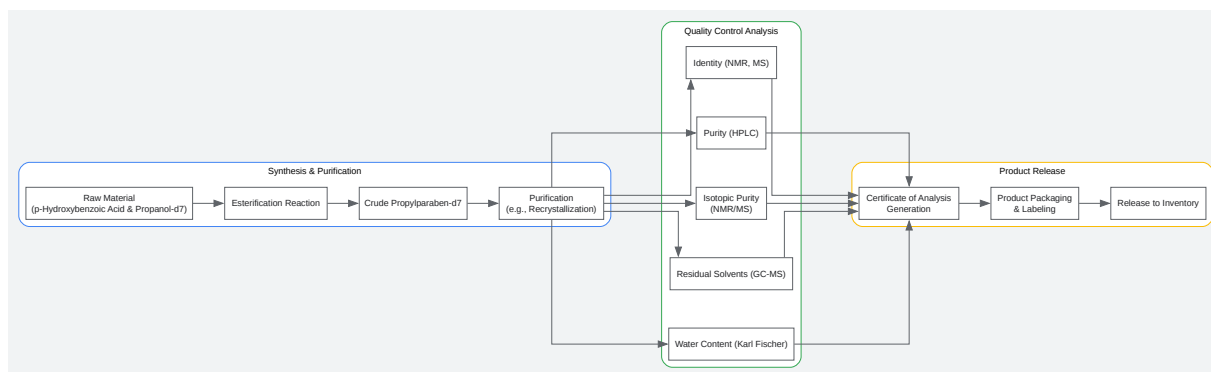 Quality Control Analysis
Identity (NMR, MS)
Purity (HPLC)
Synthesis & Purification
Raw Material
(p-Hydroxybenzoic Acid & Propanol-d7)
Esterification Reaction
Crude Propylparaben-d7
Purification
(e.g., Recrystallization)
Isotopic Purity
(NMR/MS)
Residual Solvents (GC-MS)
Water Content (Karl Fischer)
Product Release
Certificate of Analysis
Generation
Product Packaging
& Labeling
Release to Inventory